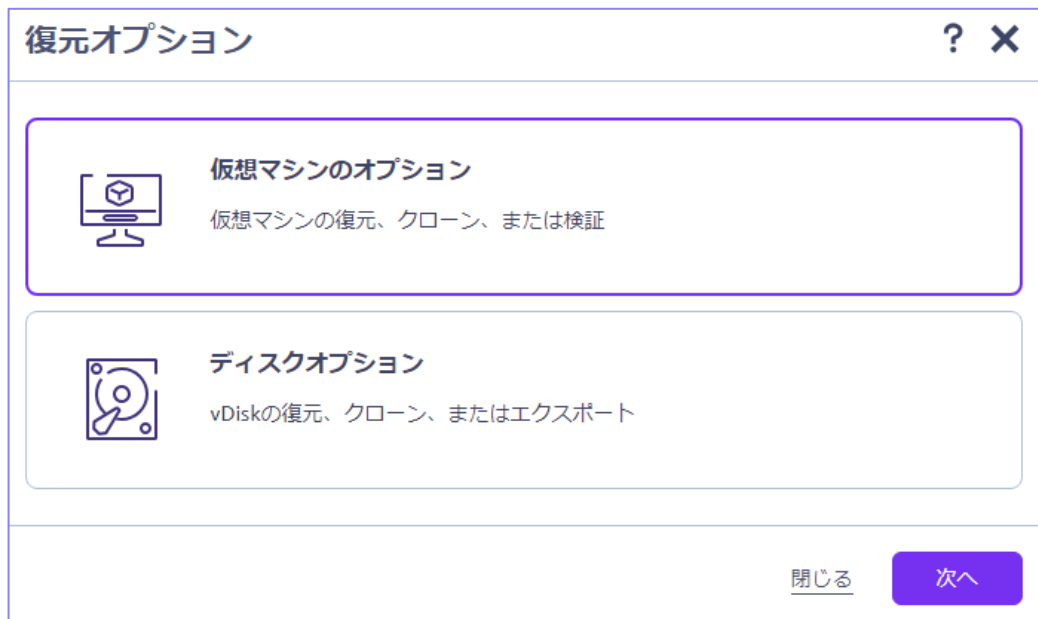 復元オプション
?
仮想マシンのオプション
仮想マシンの復元、クローン、または検証
ディスクオプション
vDiskの復元、クローン、またはエクスポート
閉じる
次へ